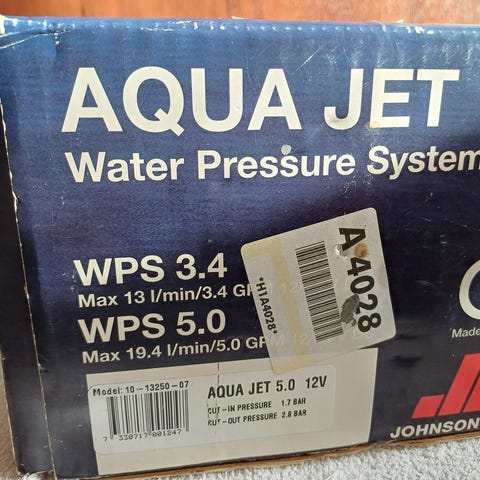 AQUA JET
Water Pressure System
WPS 3.4
Max 13 l/min/3.4
WPS 5.0
Max 19.4 l/min/5.0 GPM
A 4028
*H1A4028*
Made
Model: 10-13250-07
7 330717 001247
AQUA JET 5.0 12V
CUT-IN PRESSURE 1.7 BAR
CUT-OUT PRESSURE 2.8 BAR
JOHNSON